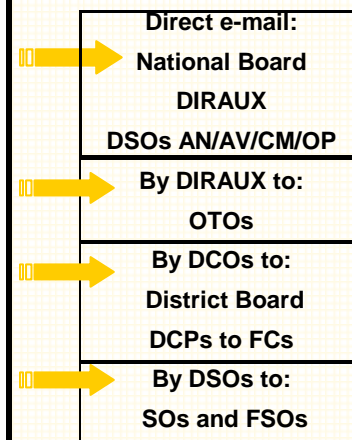 Direct e-mail:
National Board
DIRAUX
DSOs AN/AV/CM/OP
By DIRAUX to:
OTOs
By DCOs to:
District Board
DCPs to FCs
By DSOs to:
SOs and FSOs